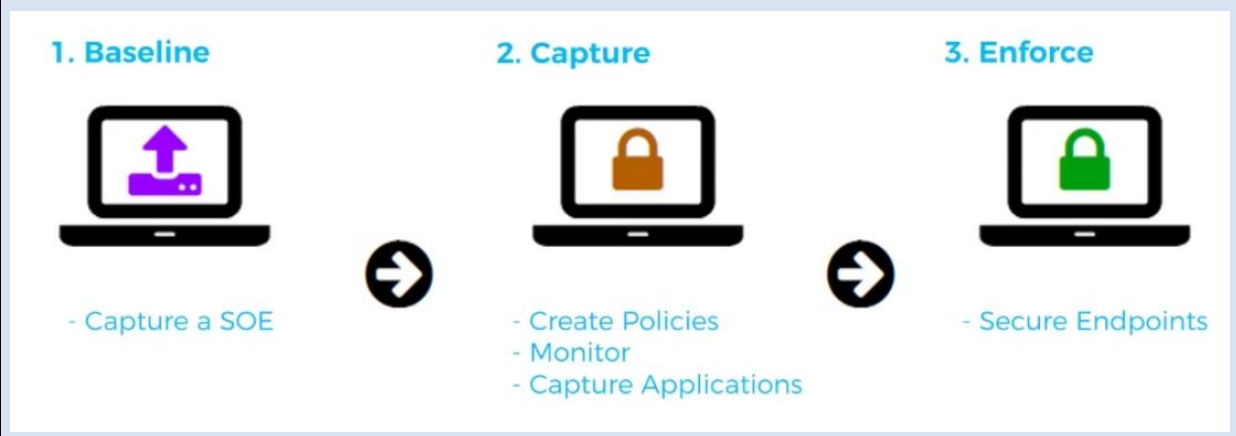 1. Baseline
- Capture a SOE
2. Capture
- Create Policies
- Monitor
- Capture Applications
3. Enforce
- Secure Endpoints